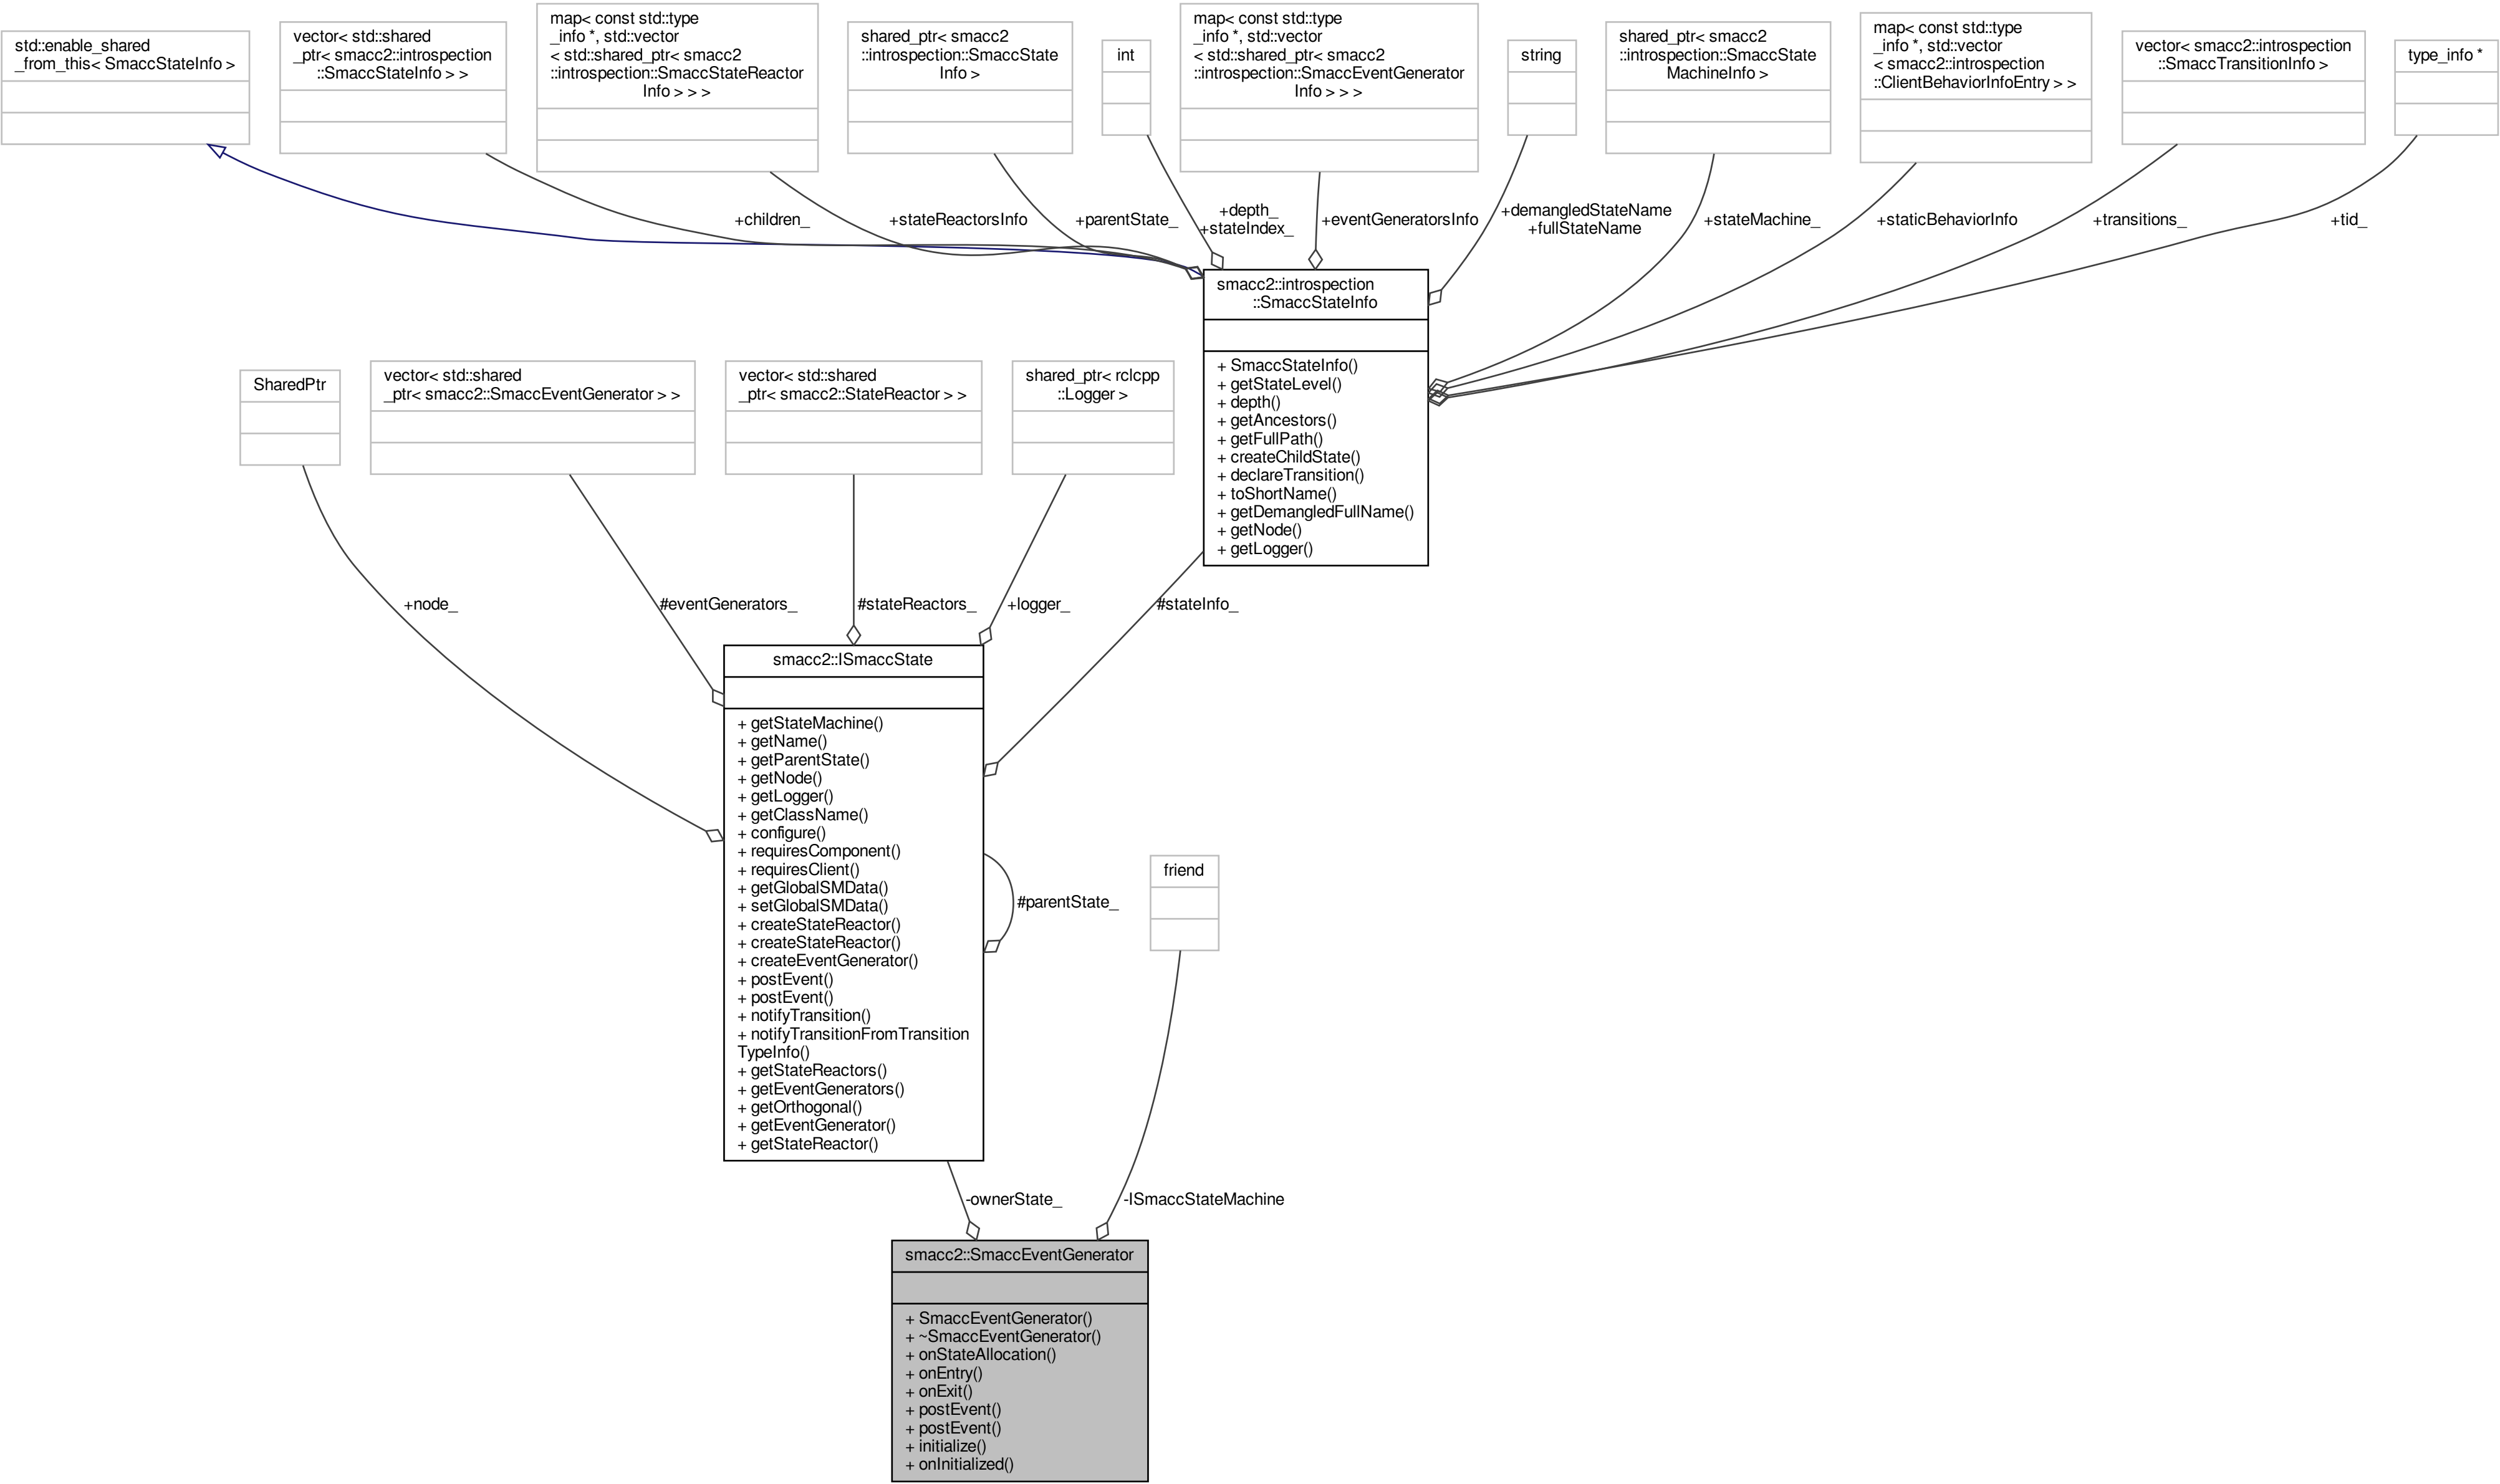 std::enable_shared
_from_this< SmaccStateInfo >
vector< std::shared
_ptr< smacc2::introspection
::SmaccStateInfo > >
map< const std::type
_info *, std::vector
< std::shared_ptr< smacc2
::introspection::SmaccStateReactor
Info > > >
shared_ptr< smacc2
::introspection::SmaccState
Info >
int
map< const std::type
_info *, std::vector
< std::shared_ptr< smacc2
::introspection::SmaccEventGenerator
Info > > >
string
shared_ptr< smacc2
::introspection::SmaccState
MachineInfo >
map< const std::type
_info *, std::vector
< smacc2::introspection
::ClientBehaviorInfoEntry > >
vector< smacc2::introspection
::SmaccTransitionInfo >
type_info *
+children_
+stateReactorsInfo
+parentState_
+depth_
+stateIndex_
+eventGeneratorsInfo
+demangledStateName
+fullStateName
+stateMachine_
+staticBehaviorInfo
+transitions_
+tid_
smacc2::introspection
::SmaccStateInfo
+ SmaccStateInfo()
+ getStateLevel()
+ depth()
+ getAncestors()
+ getFullPath()
+ createChildState()
+ declareTransition()
+ toShortName()
+ getDemangledFullName()
+ getNode()
+ getLogger()
SharedPtr
vector< std::shared
_ptr< smacc2::SmaccEventGenerator > >
vector< std::shared
_ptr< smacc2::StateReactor > >
shared_ptr< rclcpp
::Logger >
+node_
#eventGenerators_
#stateReactors_
+logger_
#stateInfo_
smacc2::ISmaccState
+ getStateMachine()
+ getName()
+ getParentState()
+ getNode()
+ getLogger()
+ getClassName()
+ configure()
+ requiresComponent()
+ requiresClient()
+ getGlobalSMData()
+ setGlobalSMData()
+ createStateReactor()
+ createStateReactor()
+ createEventGenerator()
+ postEvent()
+ postEvent()
+ notifyTransition()
+ notifyTransitionFromTransition
TypeInfo()
+ getStateReactors()
+ getEventGenerators()
+ getOrthogonal()
+ getEventGenerator()
+ getStateReactor()
#parentState_
friend
-ownerState_
-ISmaccStateMachine
smacc2::SmaccEventGenerator
+ SmaccEventGenerator()
+ ~SmaccEventGenerator()
+ onStateAllocation()
+ onEntry()
+ onExit()
+ postEvent()
+ postEvent()
+ initialize()
+ onInitialized()